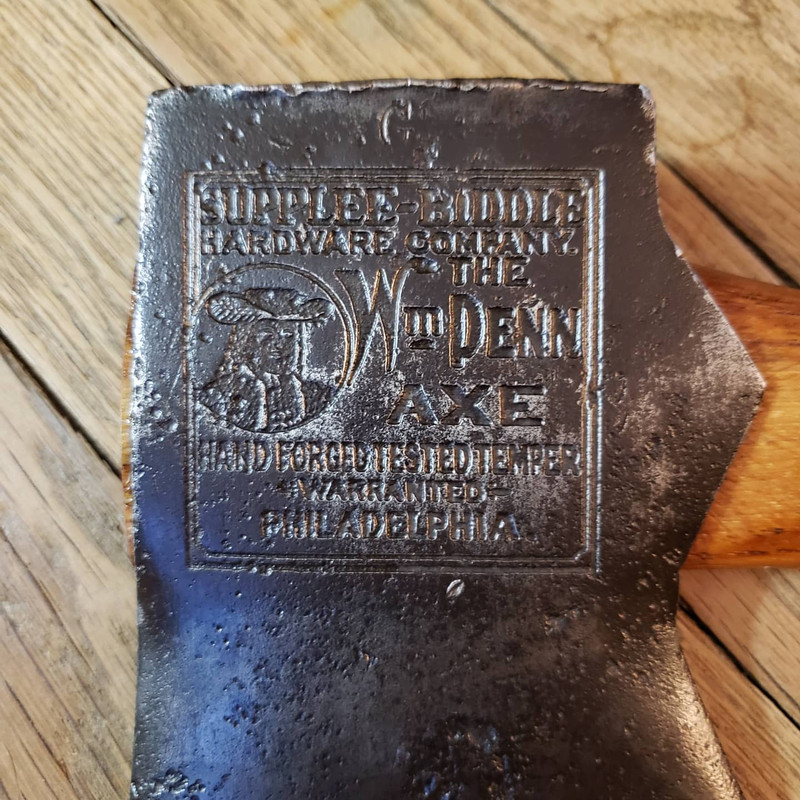 G
SUPPLEE-BIDDLE
HARDWARE COMPANY.
THE
Wm PENN
AXE
HAND FORGED TESTED TEMPER
WARRANTED
PHILADELPHIA